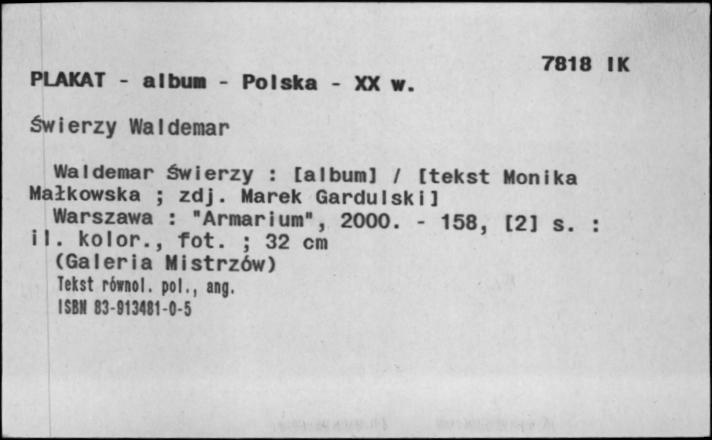 7818 IK
PLAKAT - album - Polska - XX w.
Świerzy Waldemar
Waldemar Świerzy : [album] / [tekst Monika
Małkowska ; zdj. Marek Gardulski]
Warszawa : "Armarium", 2000. - 158, [2] s. :
il. kolor., fot. ; 32 cm
(Galeria Mistrzów)
Tekst równol. pol., ang.
ISBN 83-913481-0-5